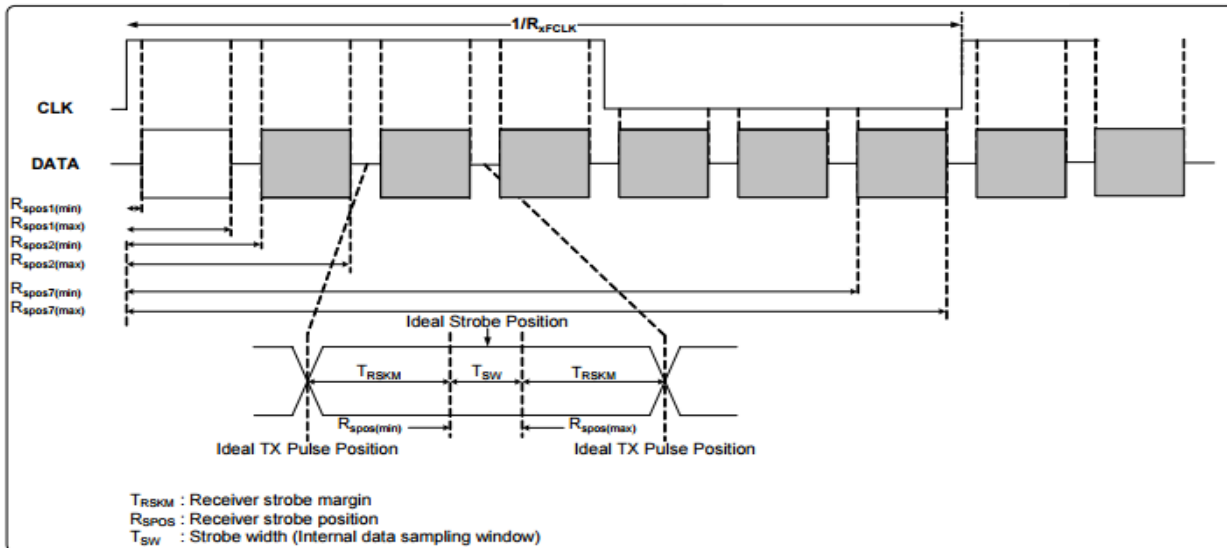 1/RxFCLK
CLK
DATA
Rspos1(min)
Rspos1(max)
Rspos2(min)
Rspos2(max)
Rspos7(min)
Rspos7(max)
Ideal Strobe Position
TRSKM TSW TRSKM
Rspos(min) Rspos(max)
Ideal TX Pulse Position Ideal TX Pulse Position
TRSKM : Receiver strobe margin
RSPOS : Receiver strobe position
TSW : Strobe width (Internal data sampling window)